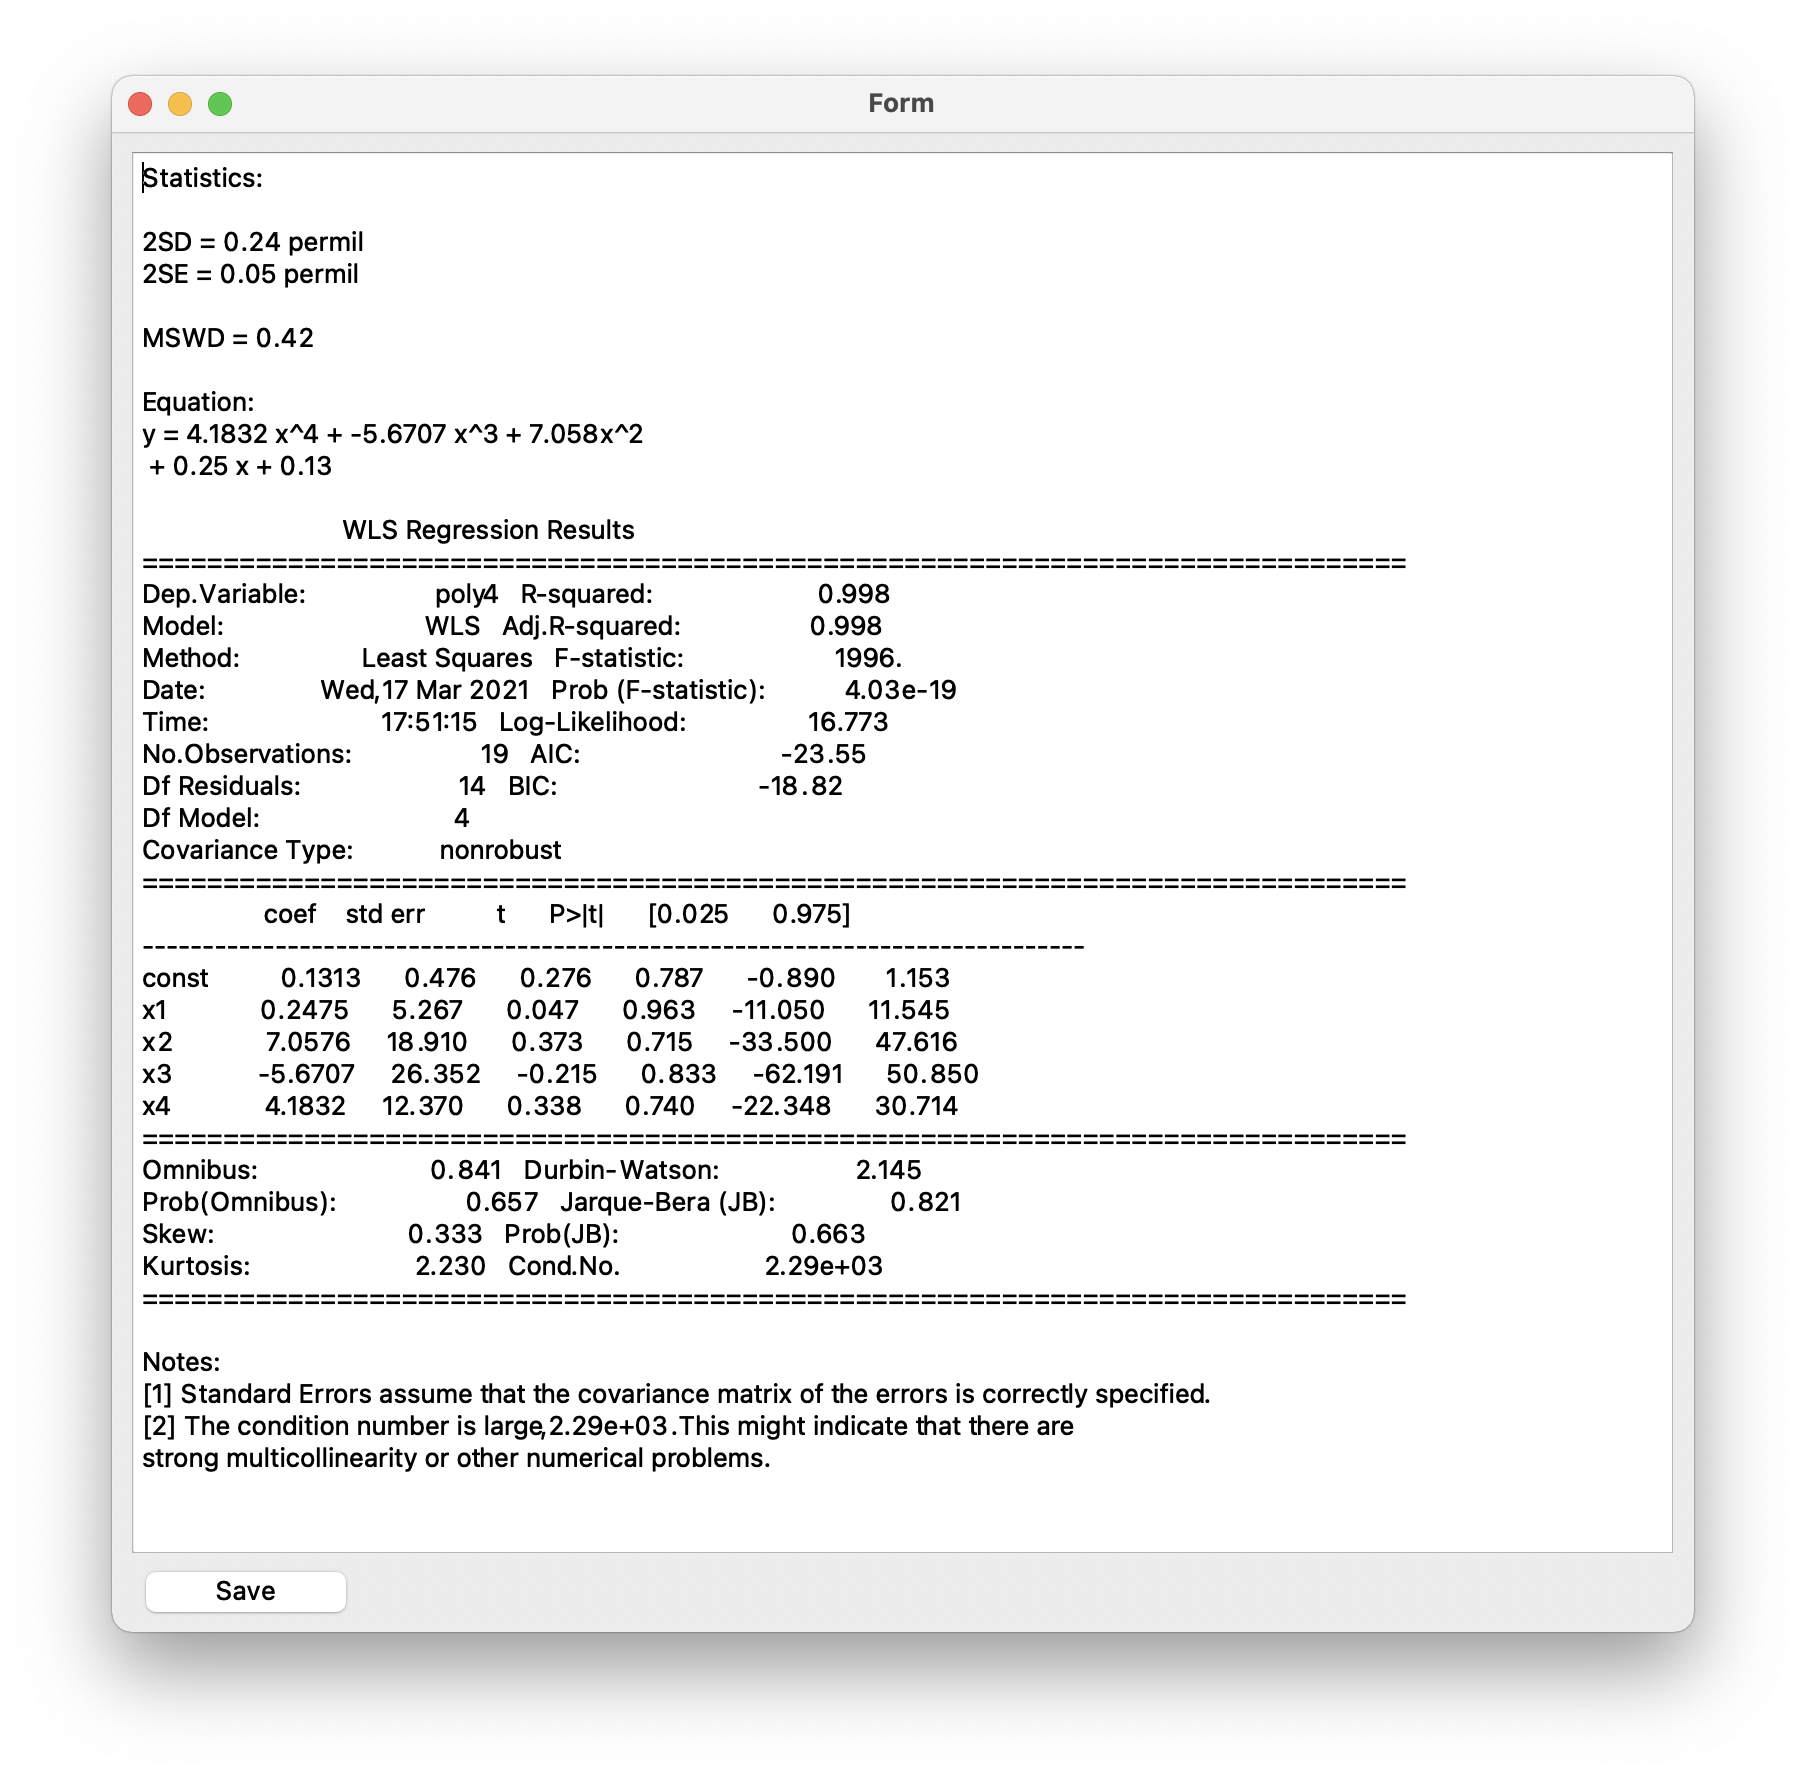 Form
Statistics:
2SD = 0.24 permil
2SE = 0.05 permil
MSWD = 0.42
Equation:
y = 4.1832 x^4 + -5.6707 x^3 + 7.058x^2
+ 0.25 x + 0.13
WLS Regression Results
==============================================================================
Dep.Variable: poly4 R-squared: 0.998
Model: WLS Adj.R-squared: 0.998
Method: Least Squares F-statistic: 1996.
Date: Wed,17 Mar 2021 Prob (F-statistic): 4.03e-19
Time: 17:51:15 Log-Likelihood: 16.773
No.Observations: 19 AIC: -23.55
Df Residuals: 14 BIC: -18.82
Df Model: 4
Covariance Type: nonrobust
==============================================================================
coef std err t P>|t| [0.025 0.975]
------------------------------------------------------------------------------
const 0.1313 0.476 0.276 0.787 -0.890 1.153
x1 0.2475 5.267 0.047 0.963 -11.050 11.545
x2 7.0576 18.910 0.373 0.715 -33.500 47.616
x3 -5.6707 26.352 -0.215 0.833 -62.191 50.850
x4 4.1832 12.370 0.338 0.740 -22.348 30.714
==============================================================================
Omnibus: 0.841 Durbin-Watson: 2.145
Prob(Omnibus): 0.657 Jarque-Bera (JB): 0.821
Skew: 0.333 Prob(JB): 0.663
Kurtosis: 2.230 Cond.No. 2.29e+03
==============================================================================
Notes:
[1] Standard Errors assume that the covariance matrix of the errors is correctly specified.
[2] The condition number is large,2.29e+03.This might indicate that there are
strong multicollinearity or other numerical problems.
Save